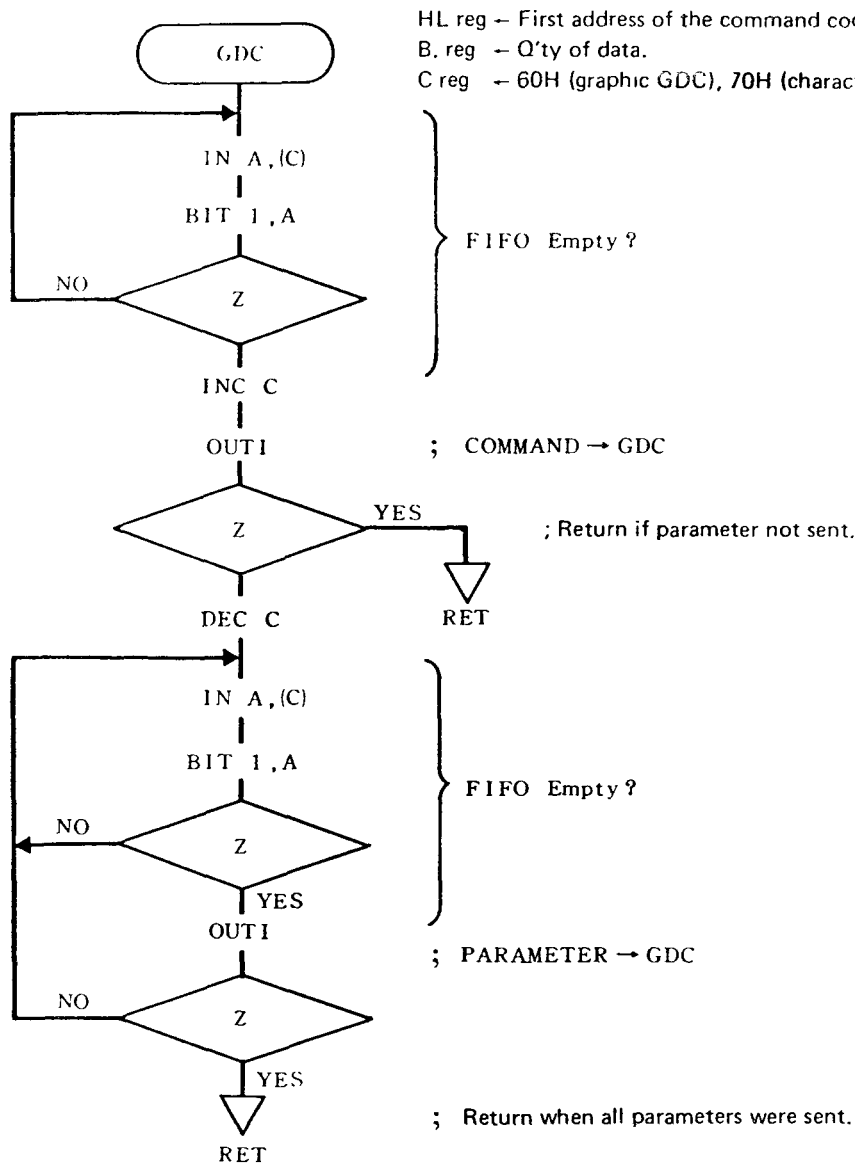 HL reg ← First address of the command
B. reg ← Q'ty of data.
C reg ← 60H (graphic GDC), 70H
GDC
IN A,(C)
BIT 1,A
FIFO Empty?
NO
Z
INC C
OUTI
; COMMAND → GDC
Z
YES
; Return if parameter not sent.
RET
DEC C
IN A,(C)
BIT 1,A
FIFO Empty?
NO
Z
YES
OUTI
; PARAMETER → GDC
NO
Z
YES
RET
; Return when all parameters were sent.